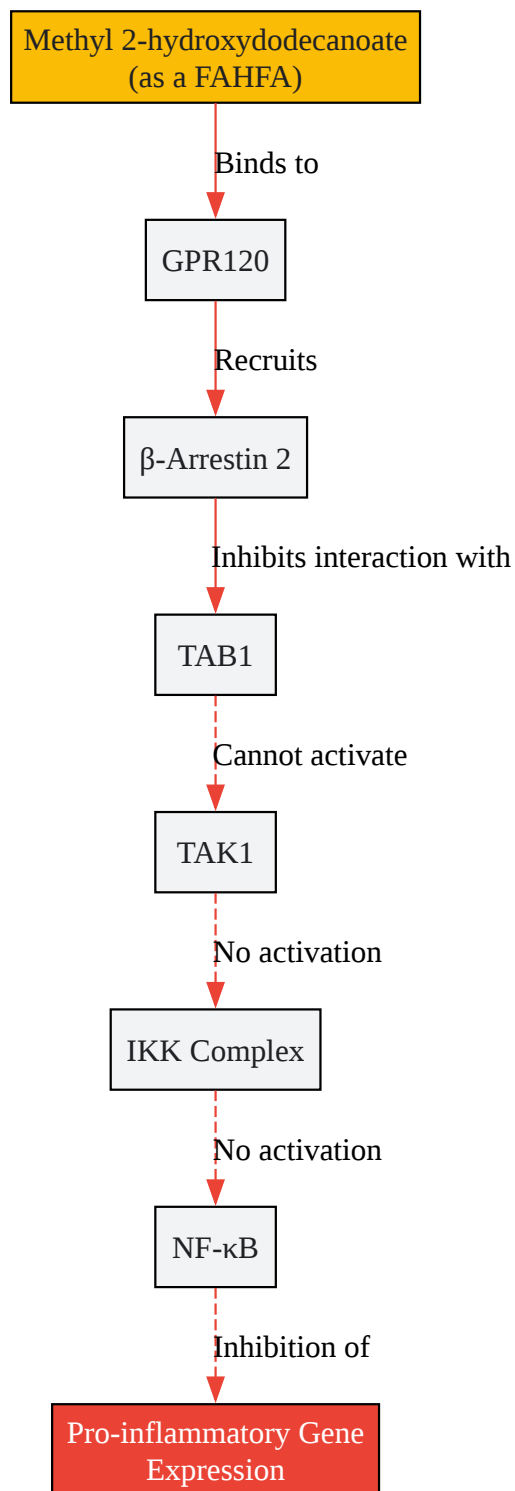 Methyl 2-hydroxydodecanoate
(as a FAHFA)
Binds to
GPR120
Recruits
β-Arrestin 2
Inhibits interaction with
TAB1
Cannot activate
TAK1
No activation
IKK Complex
No activation
NF-κB
Inhibition of
Pro-inflammatory Gene
Expression